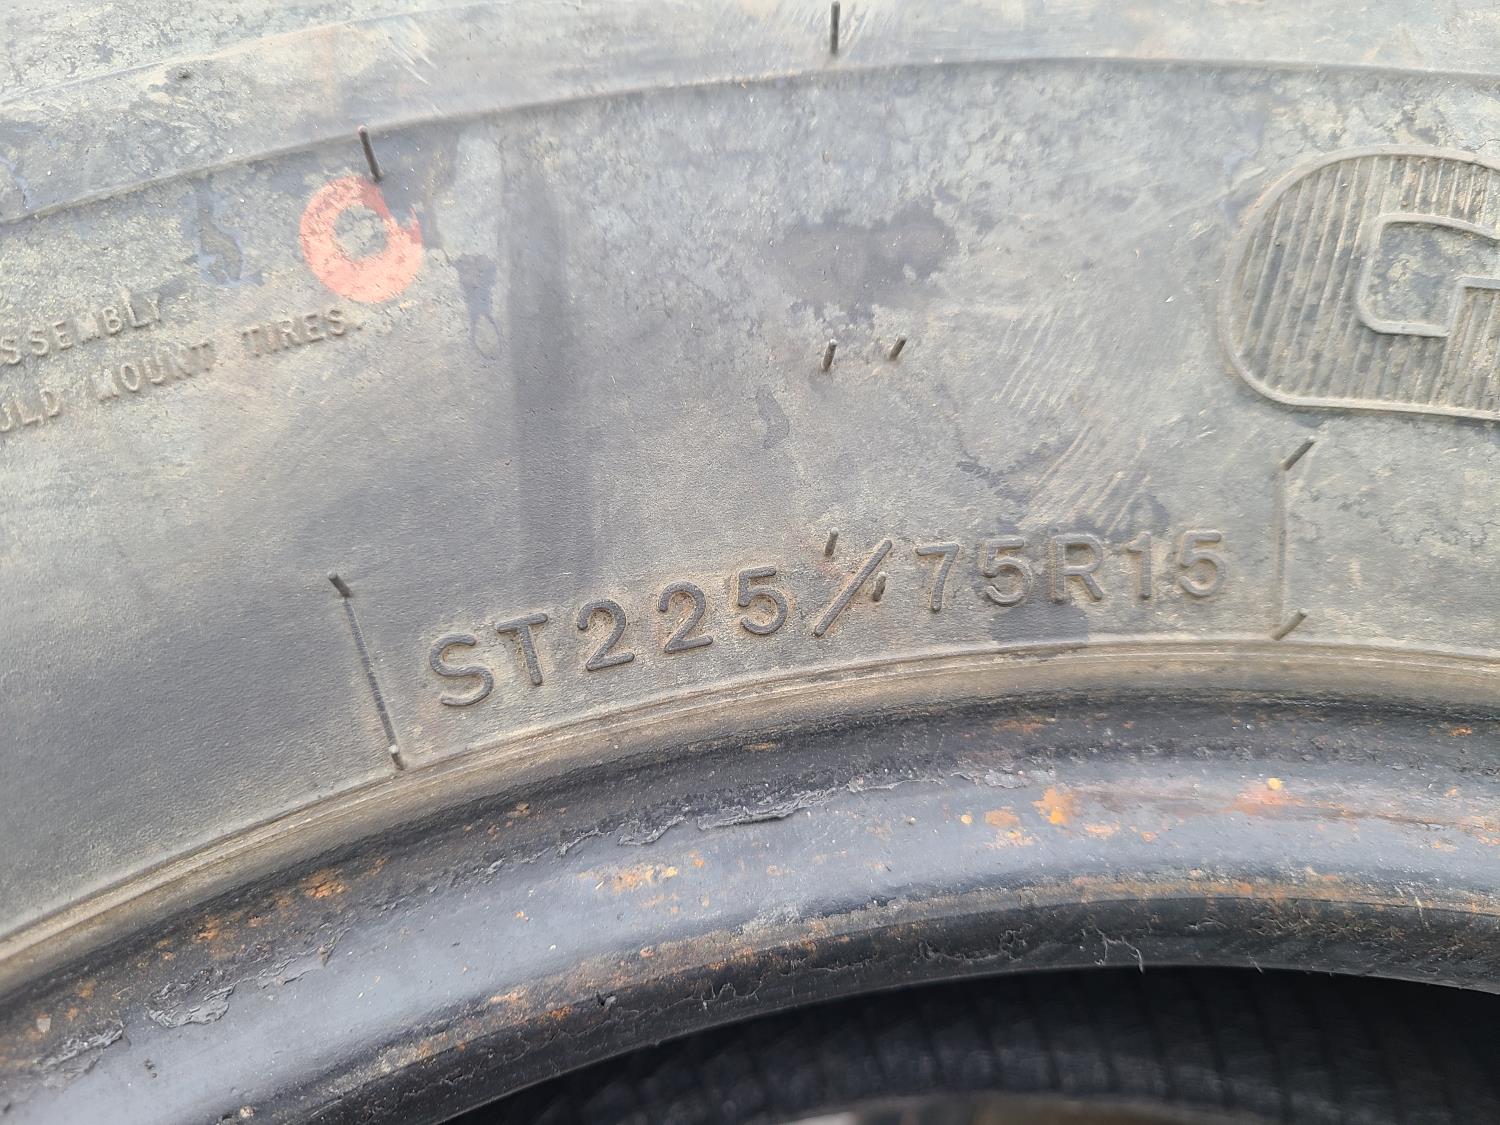 SSEMBLY
ULD MOUNT TIRES.
G
ST225/75R15